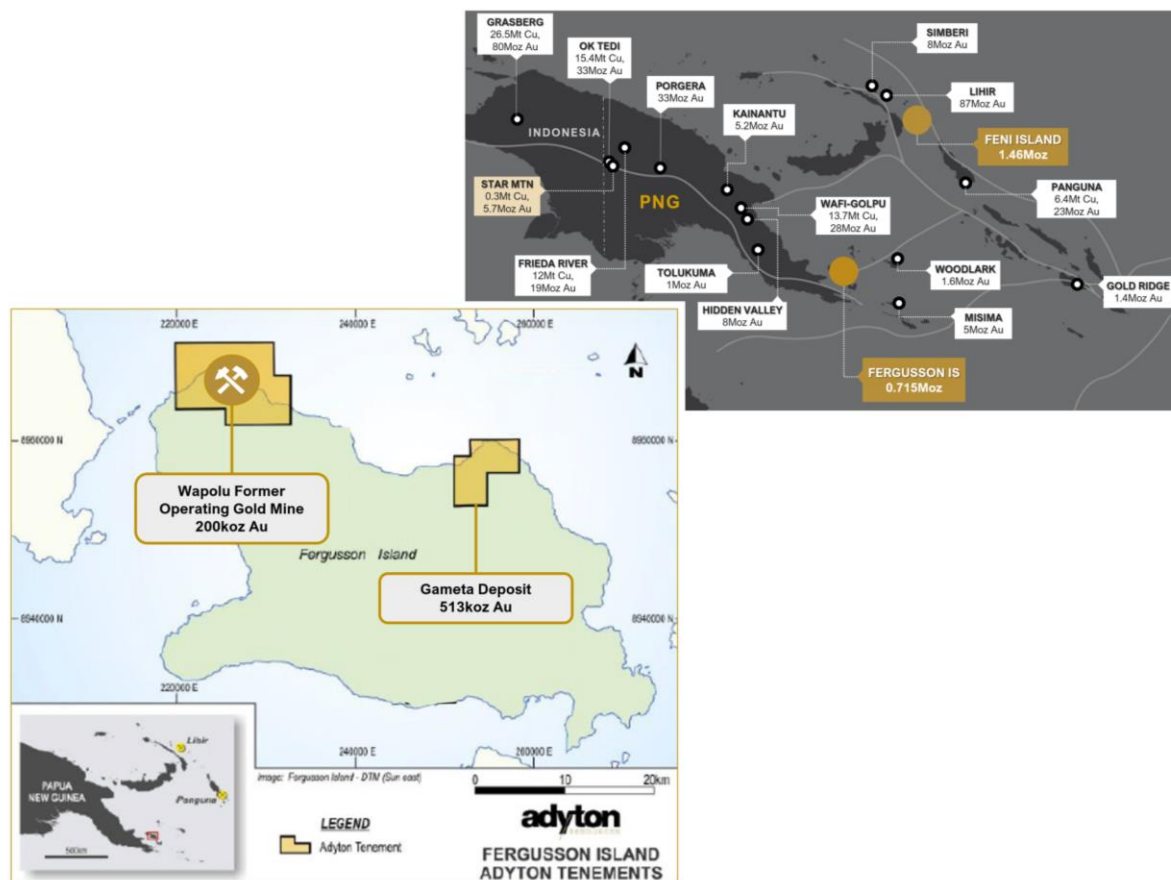 GRASBERG
26.5Mt Cu,
80Moz Au
OK TEDI
15.4Mt Cu,
33Moz Au
PORGERA
33Moz Au
KAINANTU
5.2Moz Au
SIMBERI
8Moz Au
LIHIR
87Moz Au
FENI ISLAND
1.46Moz
INDONESIA
STAR MTN
0.3Mt Cu,
5.7Moz Au
PNG
WAFI-GOLPU
13.7Mt Cu,
28Moz Au
PANGUNA
6.4Mt Cu,
23Moz Au
FRIEDA RIVER
12Mt Cu,
19Moz Au
TOLUKUMA
1Moz Au
HIDDEN VALLEY
8Moz Au
WOODLARK
1.6Moz Au
GOLD RIDGE
1.4Moz Au
MISIMA
5Moz Au
FERGUSSON IS
0.715Moz
220000 E
240000 E
260000 E
N
8960000 N
8960000 N
Wapolu Former
Operating Gold Mine
200koz Au
Fergusson Island
Gameta Deposit
513koz Au
8940000 N
8940000 N
220000 E
240000 E
260000 E
Lihir
PAPUA
NEW GUINEA
Panguna
500km
Image: Fergusson Island - DTM (Sun east)
0
10
20km
LEGEND
Adyton Tenement
adyton
RESOURCES
FERGUSSON ISLAND
ADYTON TENEMENTS